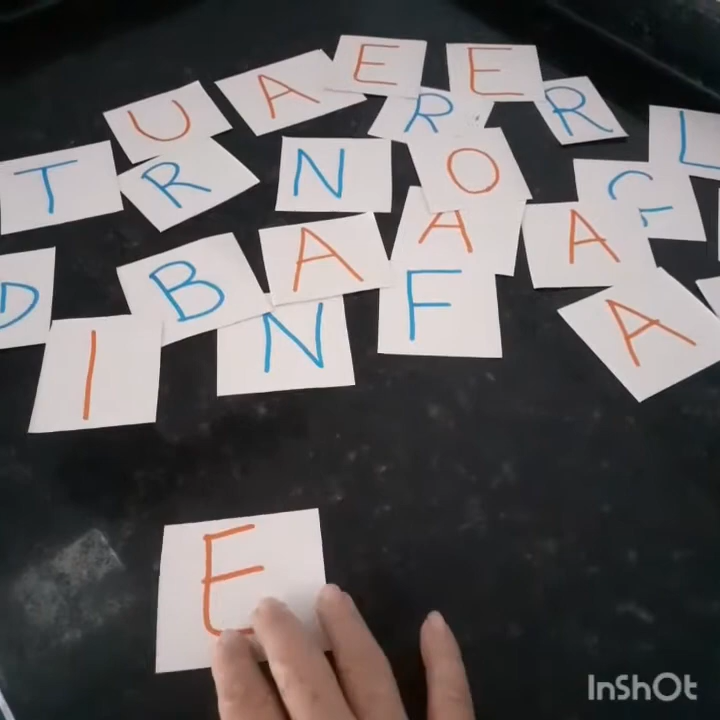 U A E E
T R N R O R C L
D B A A A
I N F A
E
InShOt